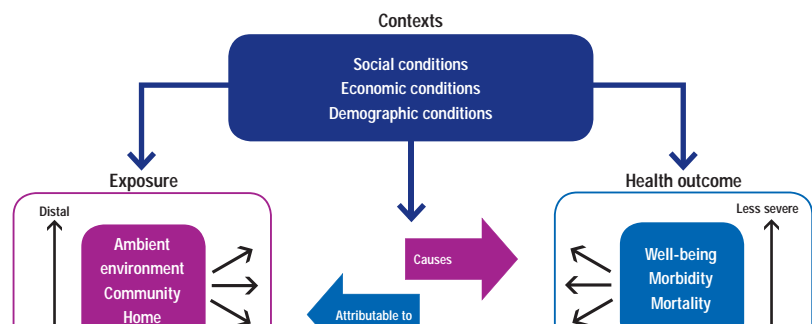 Contexts
Social conditions
Economic conditions
Demographic conditions
Exposure
Health outcome
Distal
Less severe
Ambient
environment
Community
Home
Causes
Attributable to
Well-being
Morbidity
Mortality